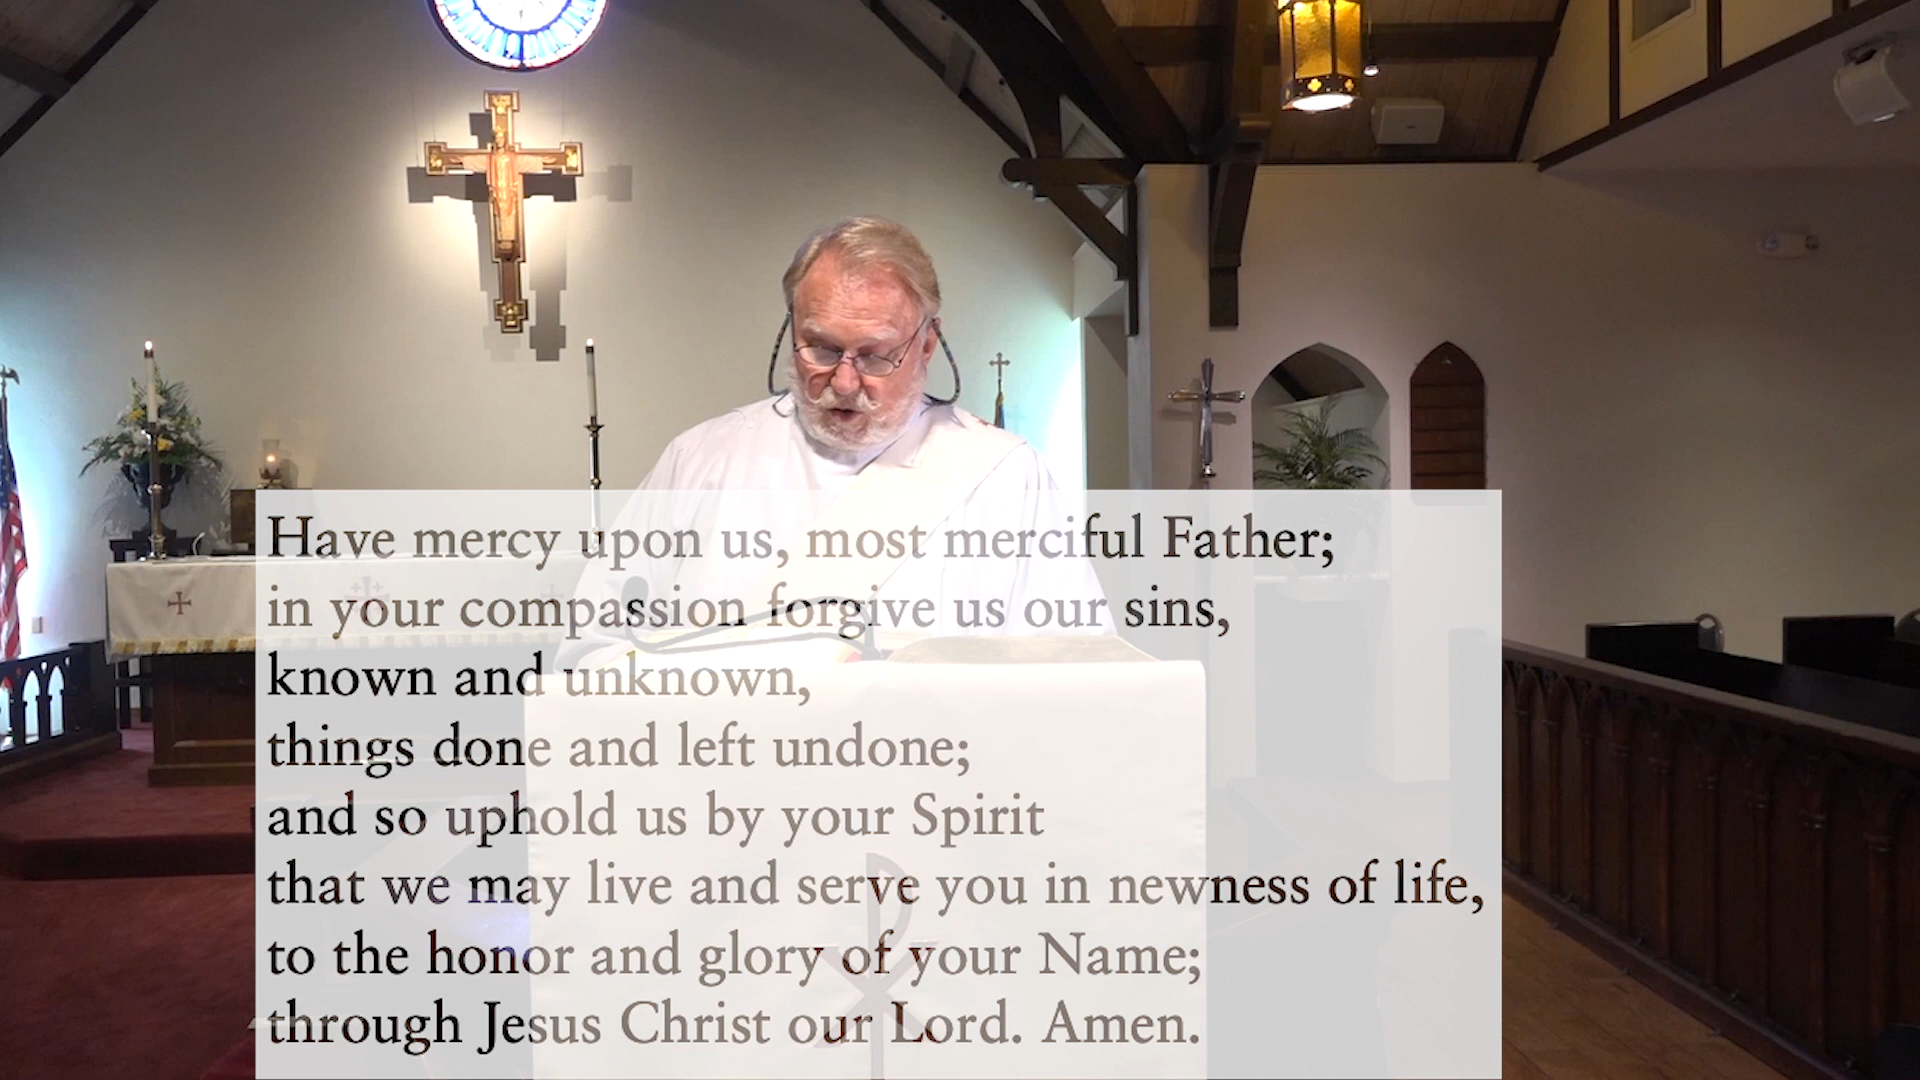 Have mercy upon us, most merciful Father;
in your compassion forgive us our sins,
known and unknown,
things done and left undone;
and so uphold us by your Spirit
that we may live and serve you in newness of life,
to the honor and glory of your Name;
through Jesus Christ our Lord. Amen.